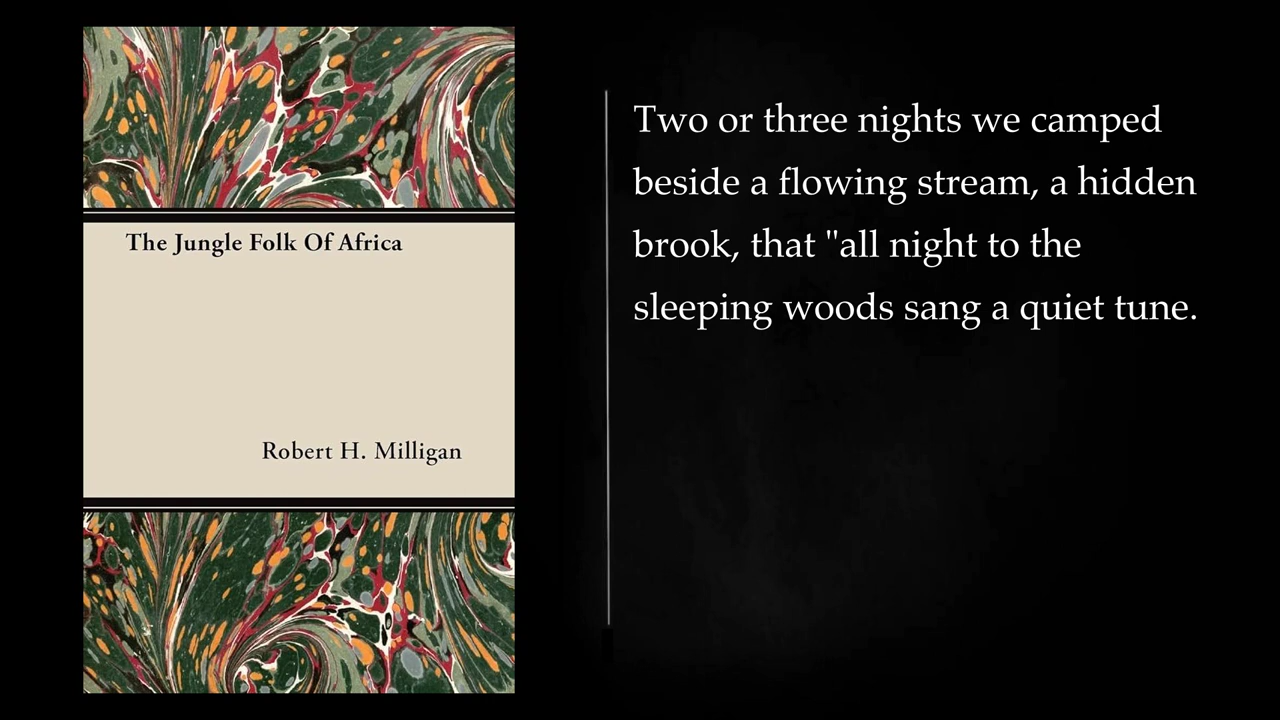 The Jungle Folk Of Africa
Robert H. Milligan
Two or three nights we camped
beside a flowing stream, a hidden
brook, that "all night to the
sleeping woods sang a quiet tune.